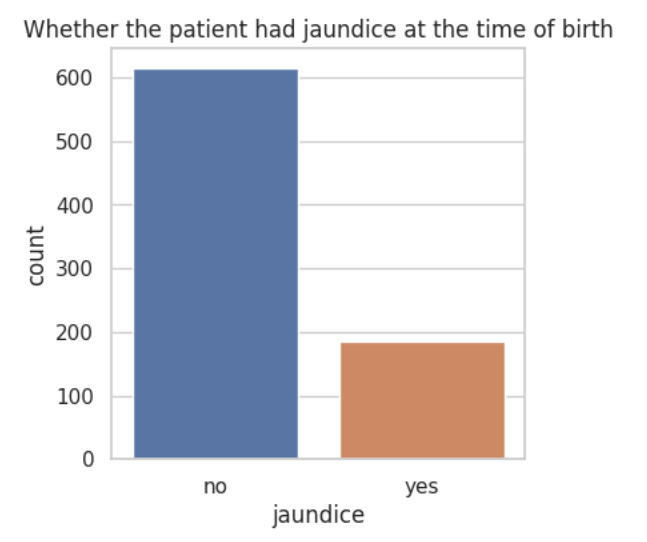 Whether the patient had jaundice at the time of birth
600
500
400
300
200
100
0
count
no yes
jaundice